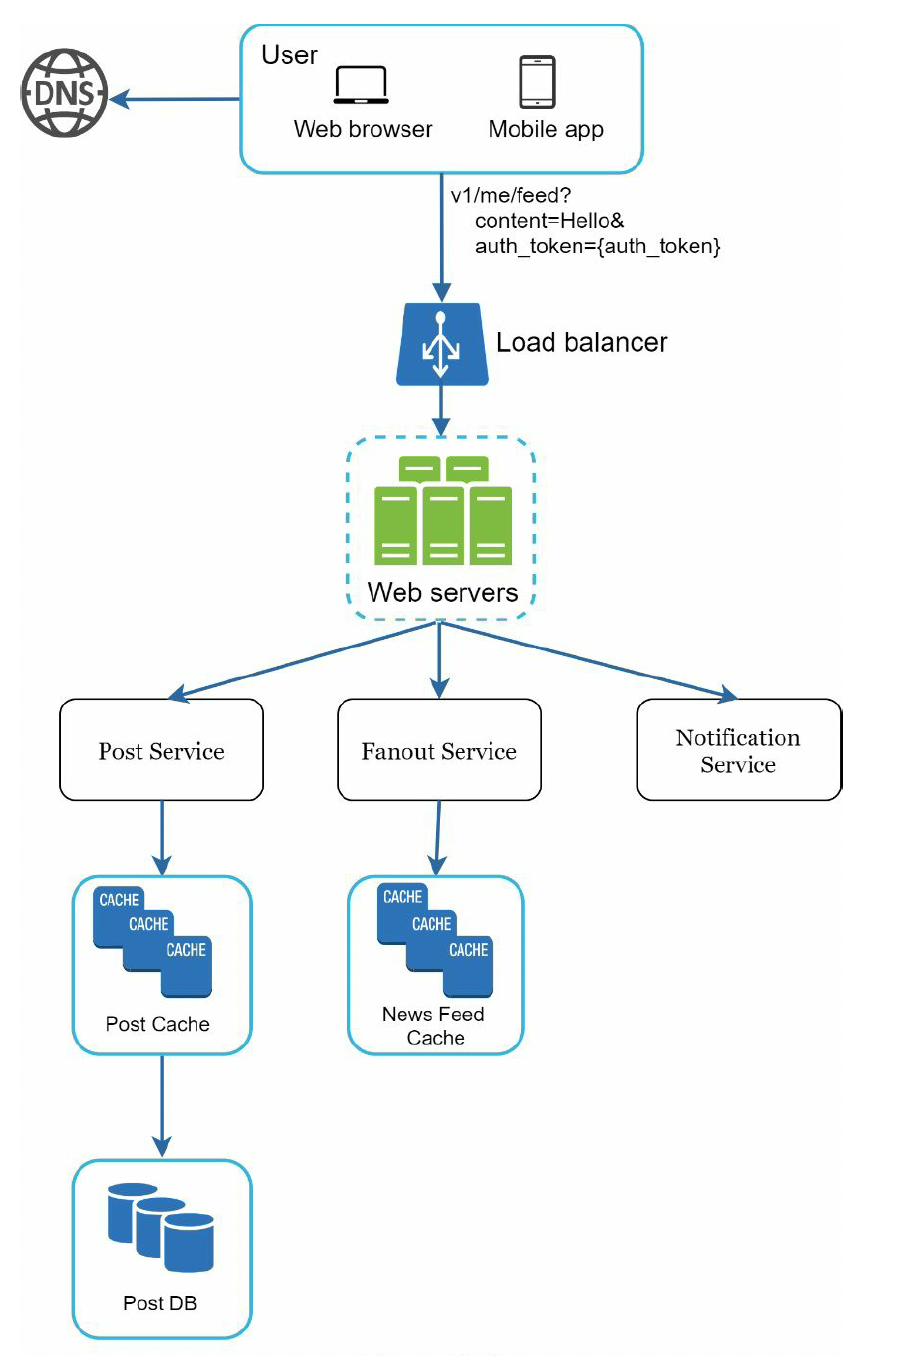 User
DNS
Web browser
Mobile app
v1/me/feed?
content=Hello&
auth_token={auth_token}
Load balancer
Web servers
Post Service
Fanout Service
Notification
Service
CACHE
CACHE
CACHE
Post Cache
CACHE
CACHE
CACHE
News Feed
Cache
Post DB